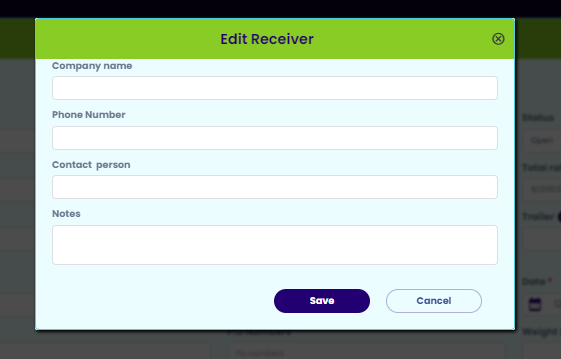 Edit Receiver
Company name
Phone Number
Contact person
Notes
Save
Cancel
Status
Open
Total
Trailer
Date *
Weight